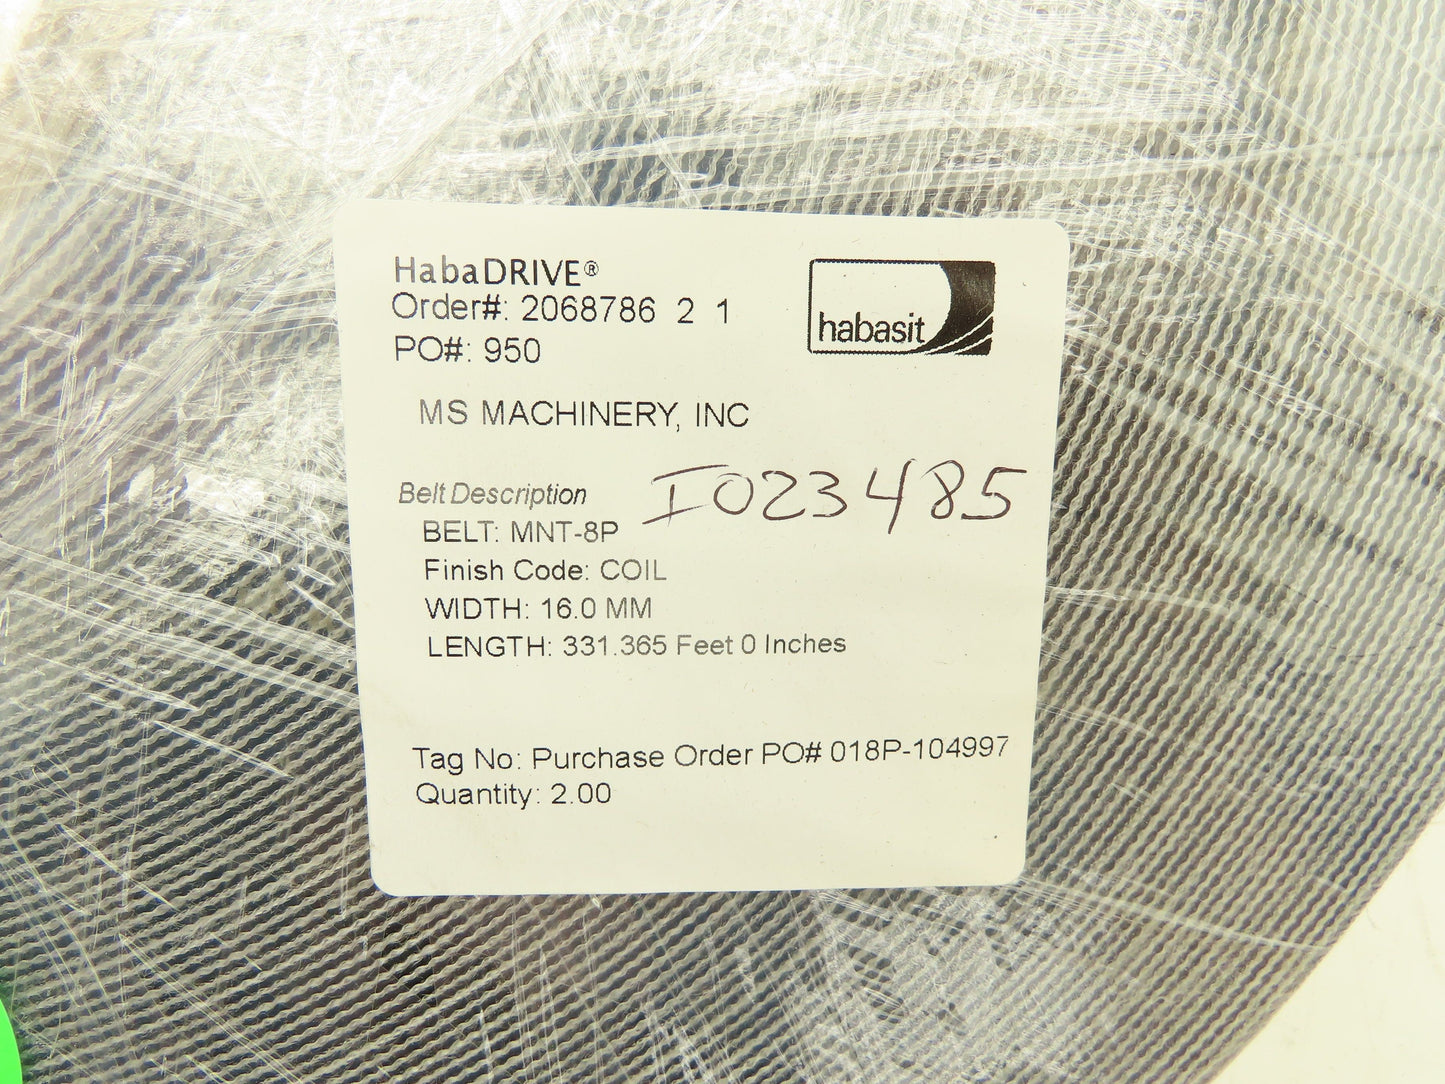 HabaDRIVE®
Order#: 2068786 2 1
PO#: 950
habasit
MS MACHINERY, INC
Belt Description
I023485
BELT: MNT-8P
Finish Code: COIL
WIDTH: 16.0 MM
LENGTH: 331.365 Feet 0 Inches
Tag No: Purchase Order PO# 018P-104997
Quantity: 2.00